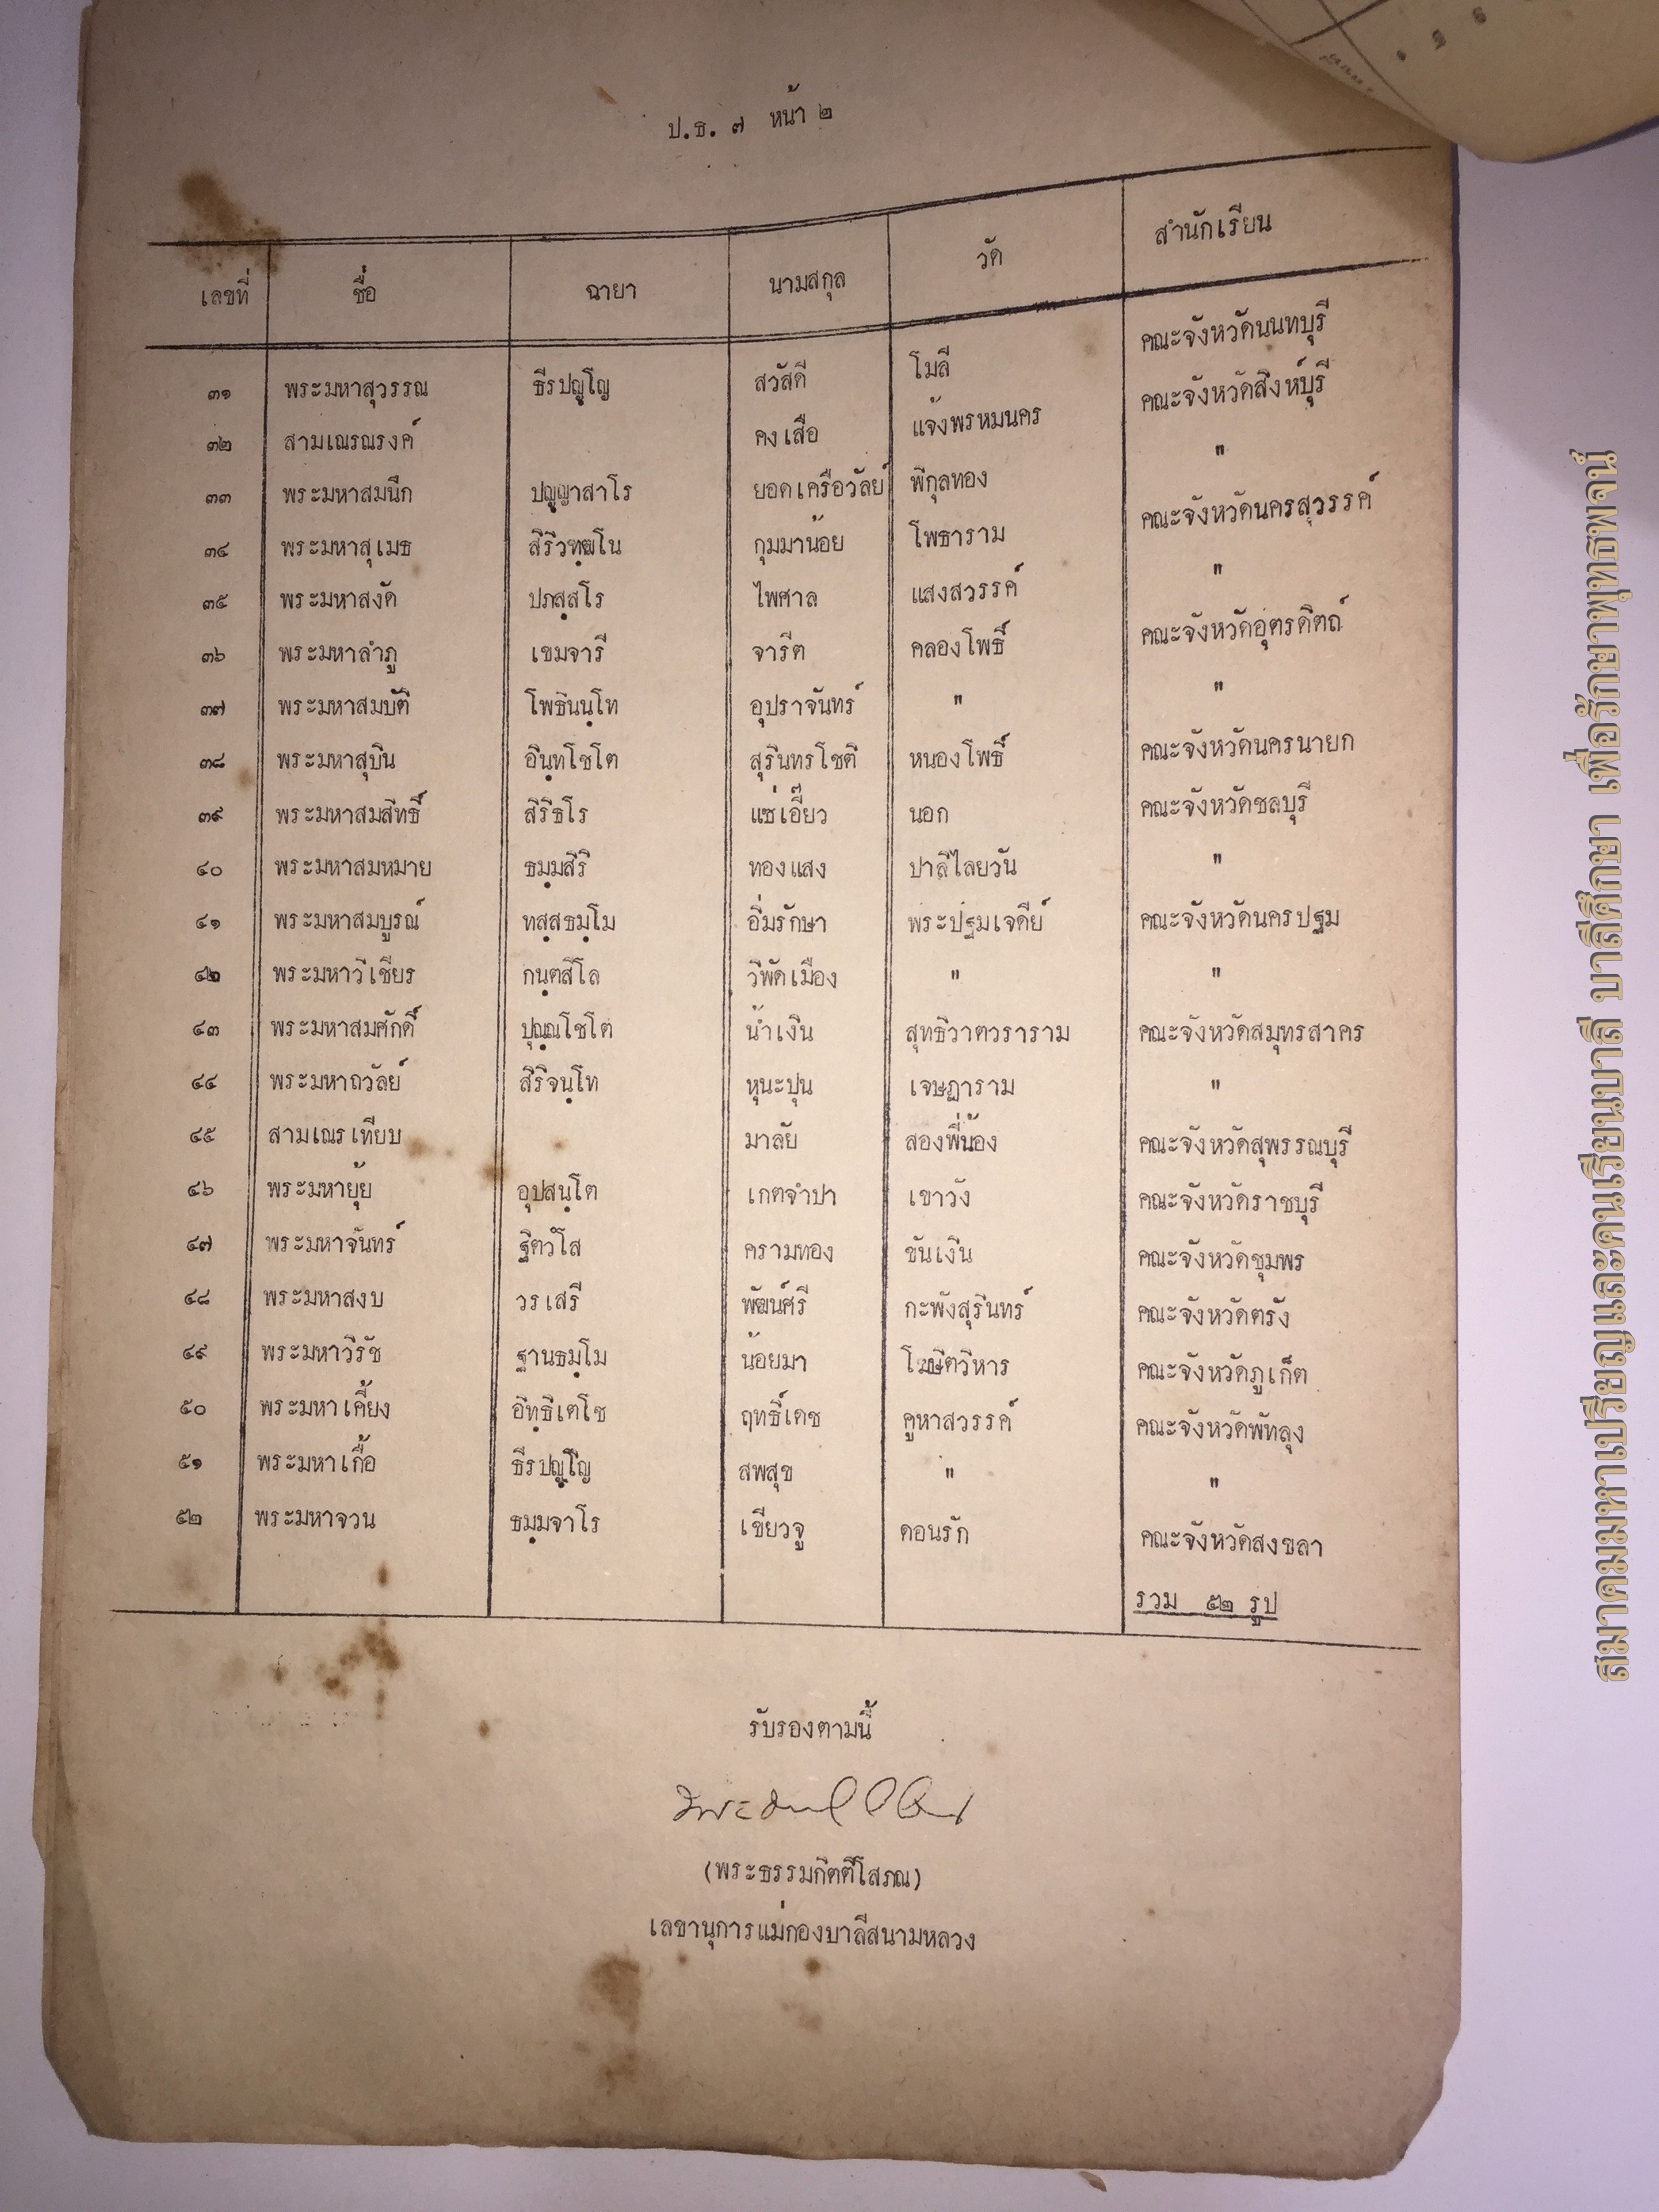 ป.ธ. ๗ หน้า ๒
เลขที่ ชื่อ ฉายา นามสกุล วัด สำนักเรียน
๓๑ พระมหาสุวรรณ ธีรปญฺโญ สวัสดี โมลี คณะจังหวัดนนทบุรี
๓๒ สามเณรณรงค์ คงเสือ แจ้งพรหมนคร คณะจังหวัดสิงห์บุรี
๓๓ พระมหาสมนึก ปญฺญาสาโร ยอดเครือวัลย์ พิกุลทอง "
๓๔ พระมหาสุเมธ สิริวฑฺฒโน กุมมาน้อย โพธาราม คณะจังหวัดนครสวรรค์
๓๕ พระมหาสงัด ปภสฺสโร ไพศาล แสงสวรรค์ "
๓๖ พระมหาลำภู เขมจารี จารีต คลองโพธิ์ คณะจังหวัดอุตรดิตถ์
๓๗ พระมหาสมบัติ โพธินนฺโท อุปราจันทร์ " "
๓๘ พระมหาสุบิน อินฺทโชโต สุรินทรโชติ หนองโพธิ์ คณะจังหวัดนครนายก
๓๙ พระมหาสมสิทธิ์ สิริธโร แซ่เอี๊ยว นอก คณะจังหวัดชลบุรี
๔๐ พระมหาสมหมาย ธมฺมสิริ ทองแสง ปาลิไลยวัน "
๔๑ พระมหาสมบูรณ์ ทสฺสธมฺโม อิ่มรักษา พระปฐมเจดีย์ คณะจังหวัดนครปฐม
๔๒ พระมหาวิเชียร กนฺตสีโล วิพัดเมือง " "
๔๓ พระมหาสมศักดิ์ ปุณฺณโชโต น้ำเงิน สุทธิวาตวราราม คณะจังหวัดสมุทรสาคร
๔๔ พระมหาถวัลย์ สิริจนฺโท หุนะปุน เจษฎาราม "
๔๕ สามเณรเทียบ มาลัย สองพี่น้อง คณะจังหวัดสุพรรณบุรี
๔๖ พระมหายุ้ย อุปสนฺโต เกตจำปา เขาวัง คณะจังหวัดราชบุรี
๔๗ พระมหาจันทร์ ฐิตวํโส ครามทอง ขันเงิน คณะจังหวัดชุมพร
๔๘ พระมหาสงบ วรเสรี พัฒน์ศรี กะพังสุรินทร์ คณะจังหวัดตรัง
๔๙ พระมหาวิรัช ฐานธมฺโม น้อยมา โฆษิตวิหาร คณะจังหวัดภูเก็ต
๕๐ พระมหาเคี้ยง อิทฺธิเตโช ฤทธิ์เดช คูหาสวรรค์ คณะจังหวัดพัทลุง
๕๑ พระมหาเกื้อ ธีรปญฺโญ สพสุข " "
๕๒ พระมหาจวน ธมฺมจาโร เขียวจู ดอนรัก คณะจังหวัดสงขลา
รวม ๕๒ รูป
รับรองตามนี้
(พระธรรมกิตติโสภณ)
เลขานุการแม่กองบาลีสนามหลวง
สมาคมมหาเปรียญและคนเรียนบาลี บาลีศึกษา เพื่อรักษาพุทธพจน์